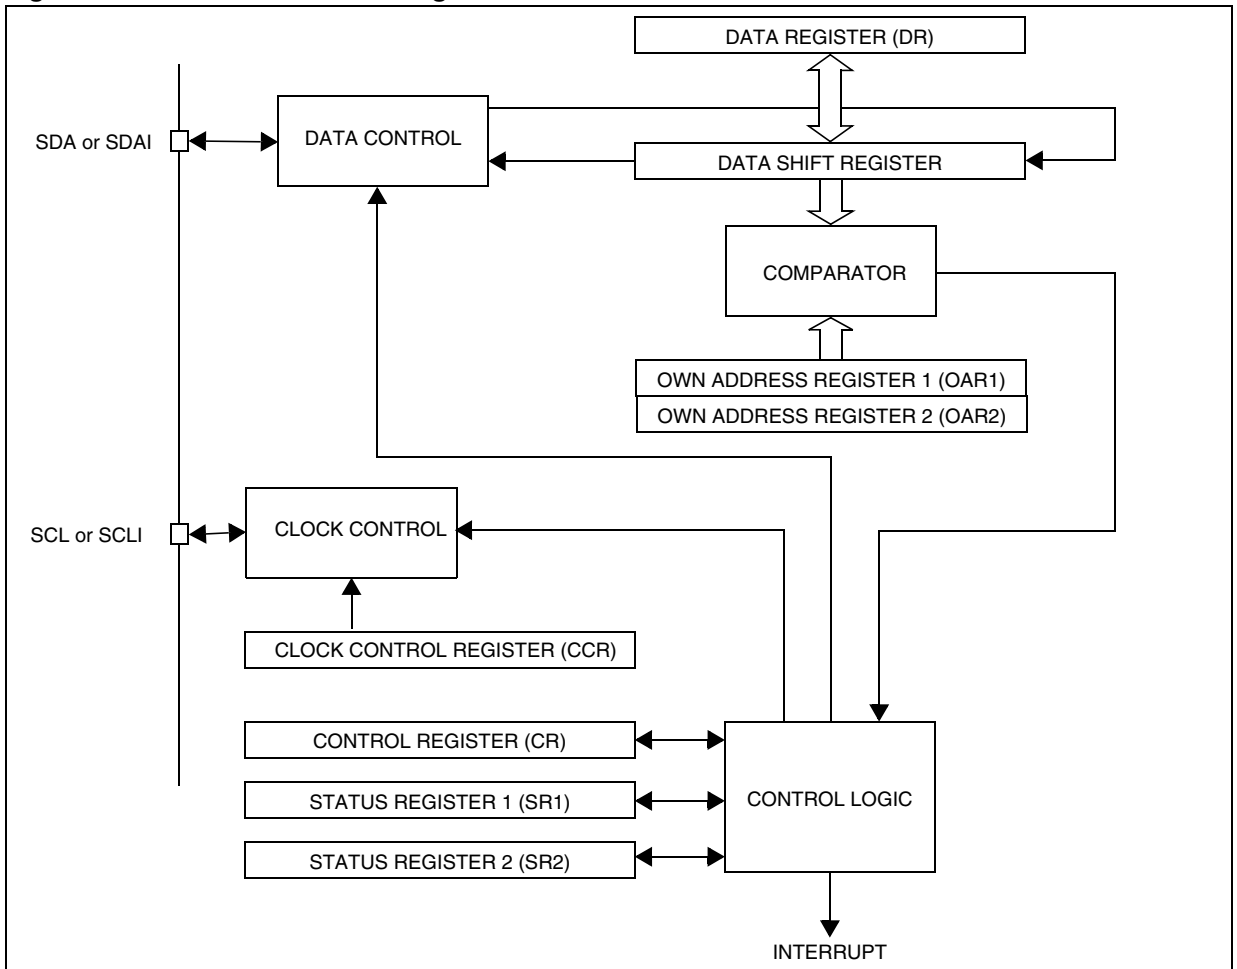 DATA REGISTER (DR)
SDA or SDAI
DATA CONTROL
DATA SHIFT REGISTER
COMPARATOR
OWN ADDRESS REGISTER 1 (OAR1)
OWN ADDRESS REGISTER 2 (OAR2)
SCL or SCLI
CLOCK CONTROL
CLOCK CONTROL REGISTER (CCR)
CONTROL REGISTER (CR)
STATUS REGISTER 1 (SR1)
CONTROL LOGIC
STATUS REGISTER 2 (SR2)
INTERRUPT